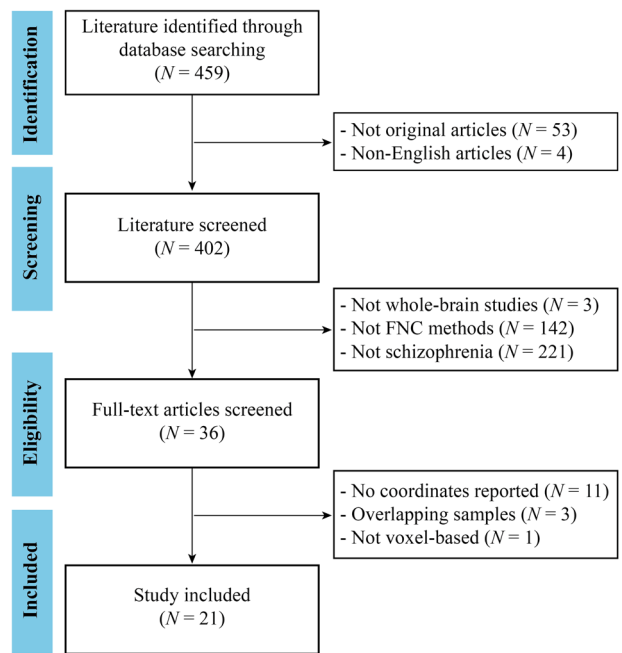 Identification
Literature identified through
database searching
(N = 459)
- Not original articles (N = 53)
- Non-English articles (N = 4)
Screening
Literature screened
(N = 402)
- Not whole-brain studies (N = 3)
- Not FNC methods (N = 142)
- Not schizophrenia (N = 221)
Eligibility
Full-text articles screened
(N = 36)
- No coordinates reported (N = 11)
- Overlapping samples (N = 3)
- Not voxel-based (N = 1)
Included
Study included
(N = 21)